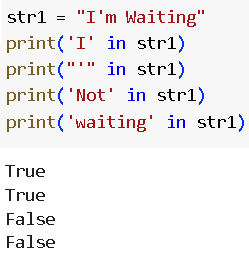 str1 = "I'm Waiting"
print('I' in str1)
print("'" in str1)
print('Not' in str1)
print('waiting' in str1)
True
True
False
False